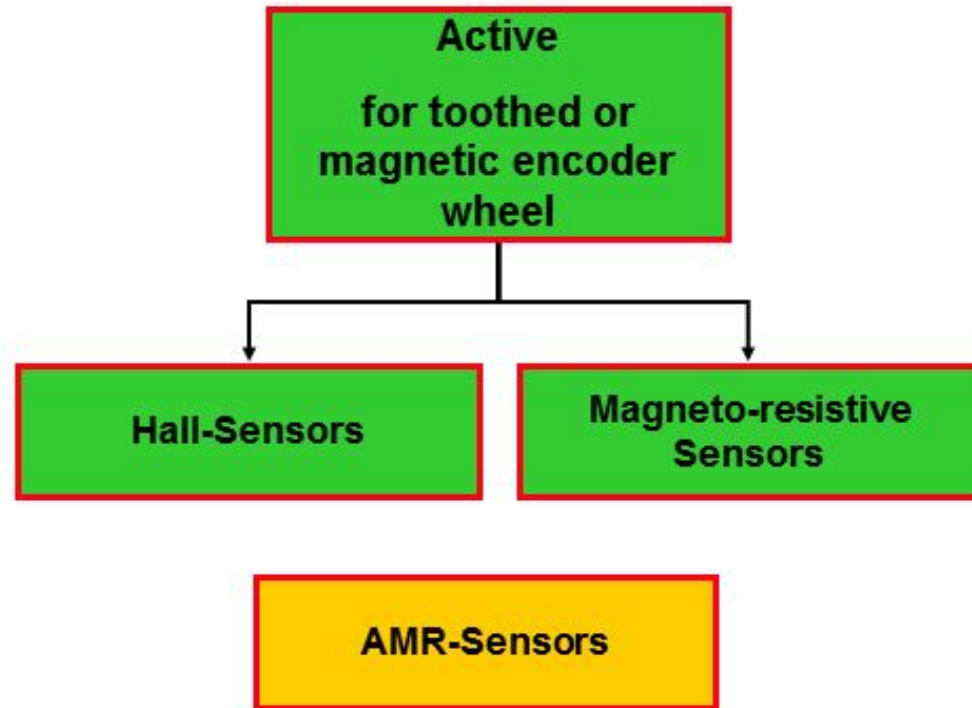 Active
for toothed or
magnetic encoder
wheel
Hall-Sensors
Magneto-resistive
Sensors
AMR-Sensors